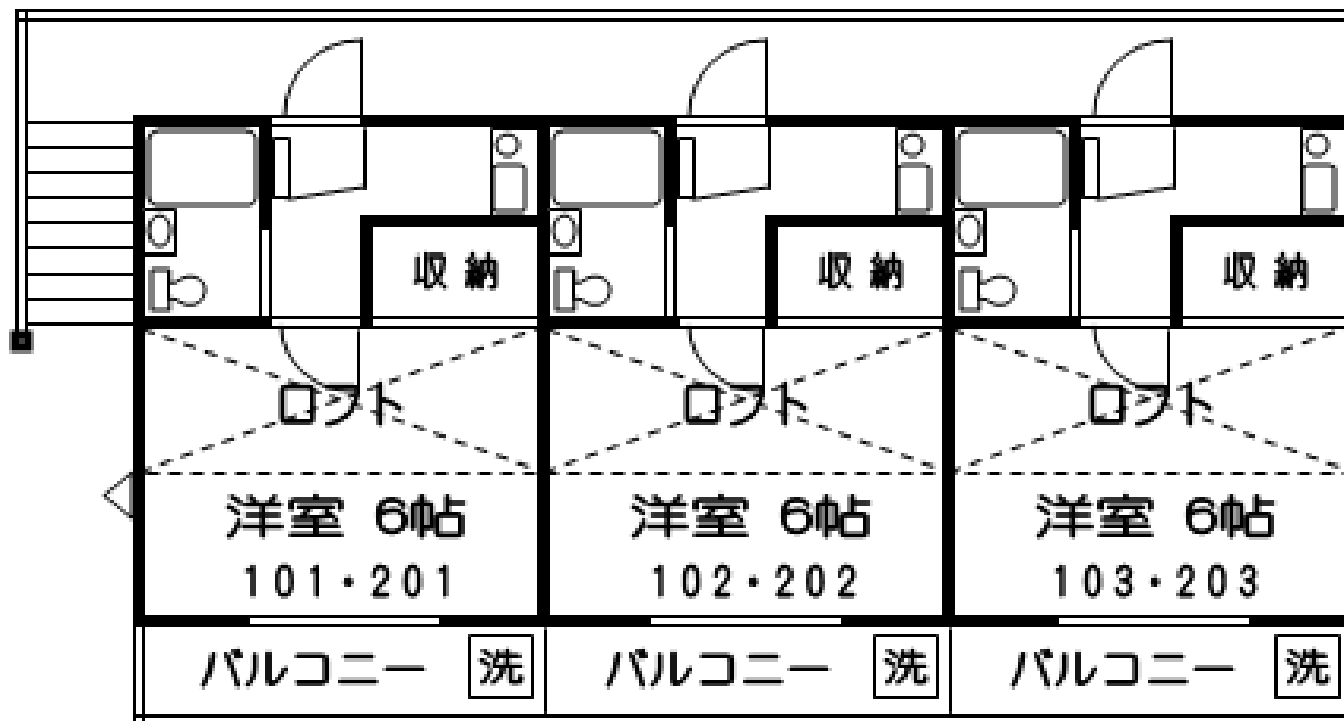 収納 収納 収納
ロフト ロフト ロフト
洋室 6帖 洋室 6帖 洋室 6帖
101・201 102・202 103・203
バルコニー 洗 バルコニー 洗 バルコニー 洗